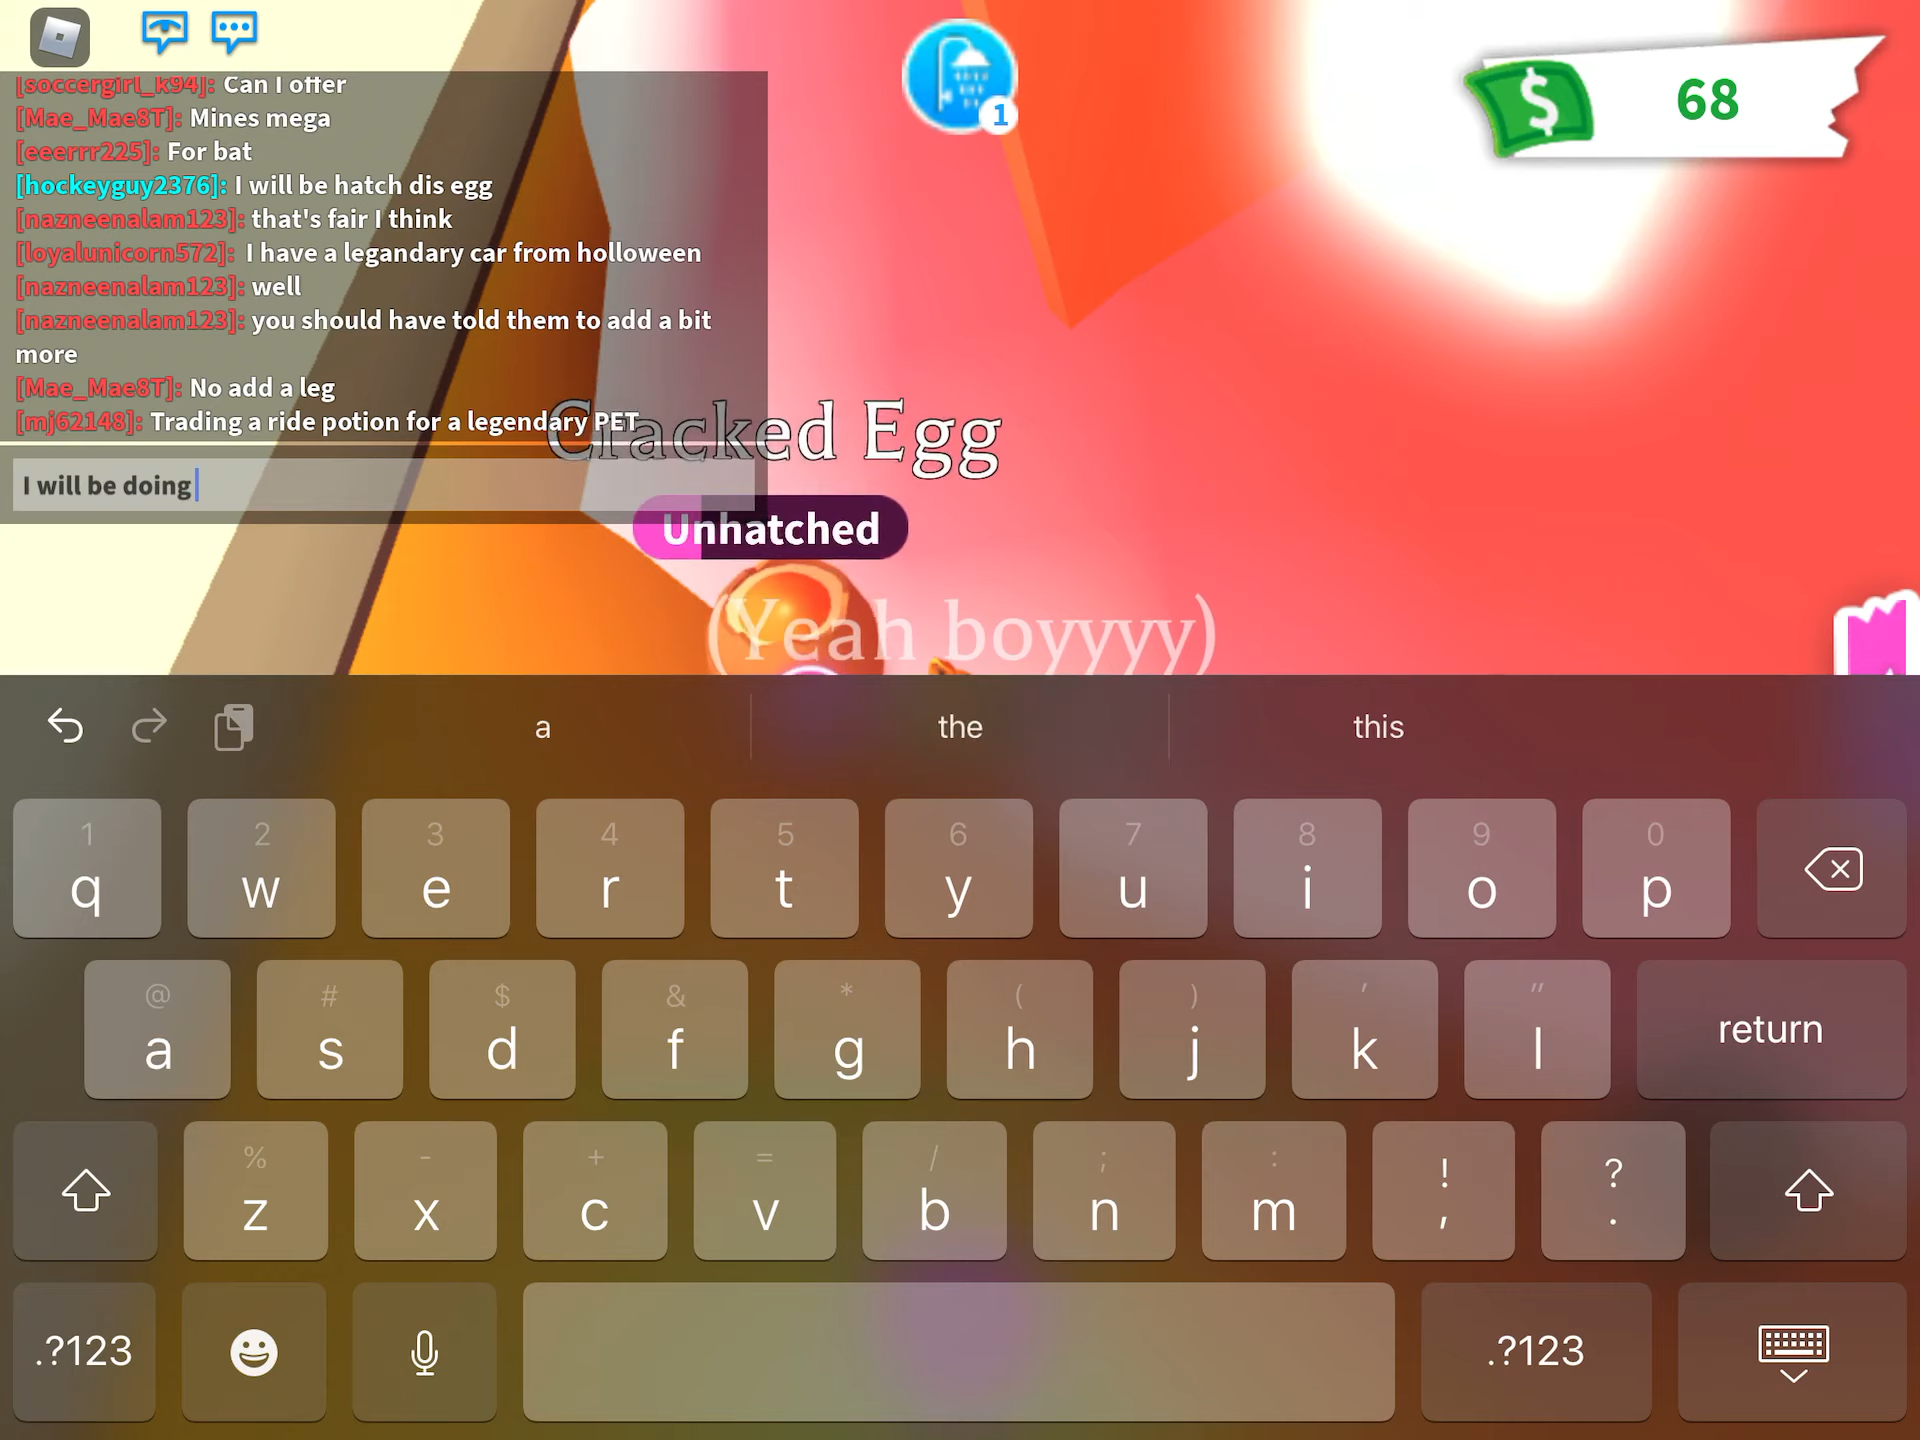 [soccergirl_k94]: Can I offer
[Mae_Mae8T]: Mines mega
[eeerrr225]: For bat
[hockeyguy2376]: I will be hatch dis egg
[nazneenalam123]: that's fair I think
[loyalunicorn572]: I have a legandary car from holloween
[nazneenalam123]: well
[nazneenalam123]: you should have told them to add a bit
more
[Mae_Mae8T]: No add a leg
[mj62148]: Trading a ride potion for a legendary PET
I will be doing
1
$ 68
Cracked Egg
Unhatched
(Yeah boyyyy)
a the this
1 2 3 4 5 6 7 8 9 0
q w e r t y u i o p
@ # $ & * ( ) ' "
a s d f g h j k l return
% - + = / ; : ! ?
z x c v b n m , .
.?123 .?123